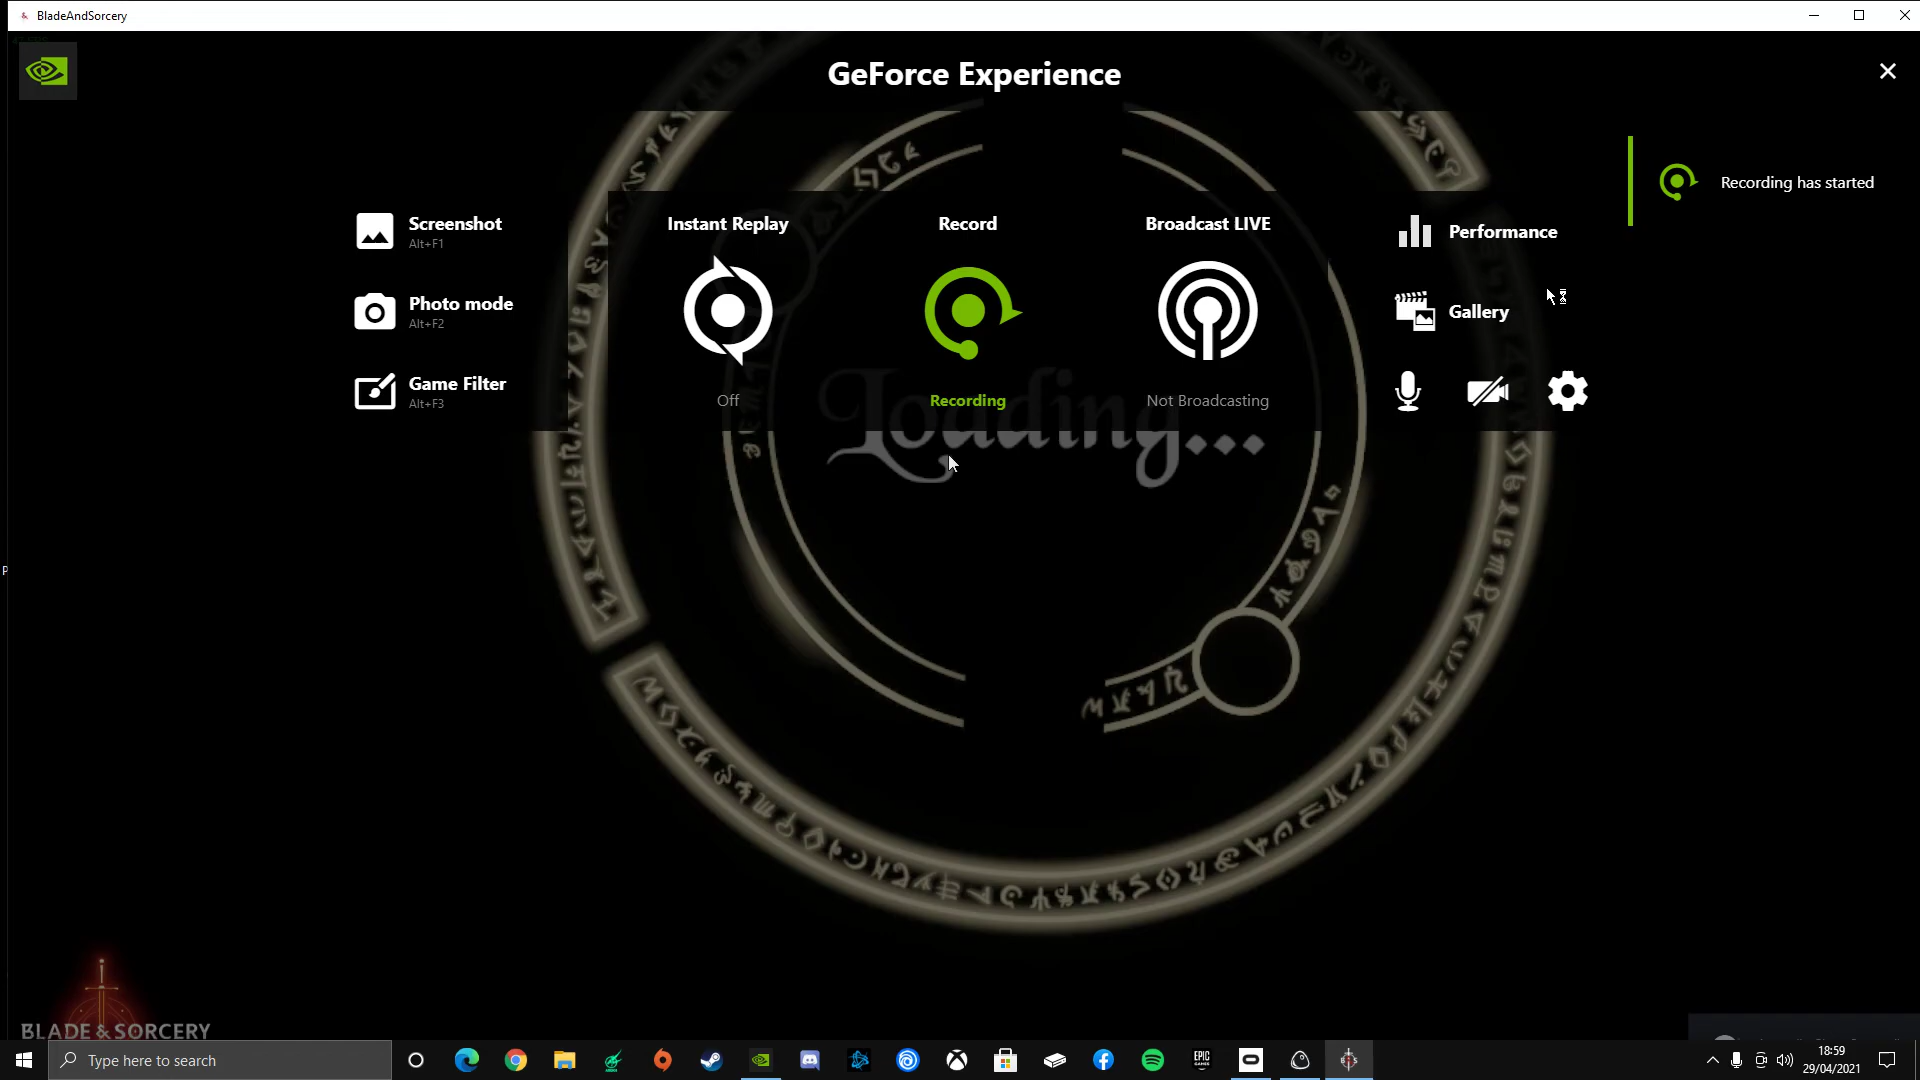 BladeAndSorcery
GeForce Experience
Recording has started
Screenshot
Alt+F1
Photo mode
Alt+F2
Game Filter
Alt+F3
Instant Replay
Off
Record
Recording
Broadcast LIVE
Not Broadcasting
Performance
Gallery
Loading...
P
BLADE & SORCERY
Type here to search
EPIC
GAMES
18:59
29/04/2021